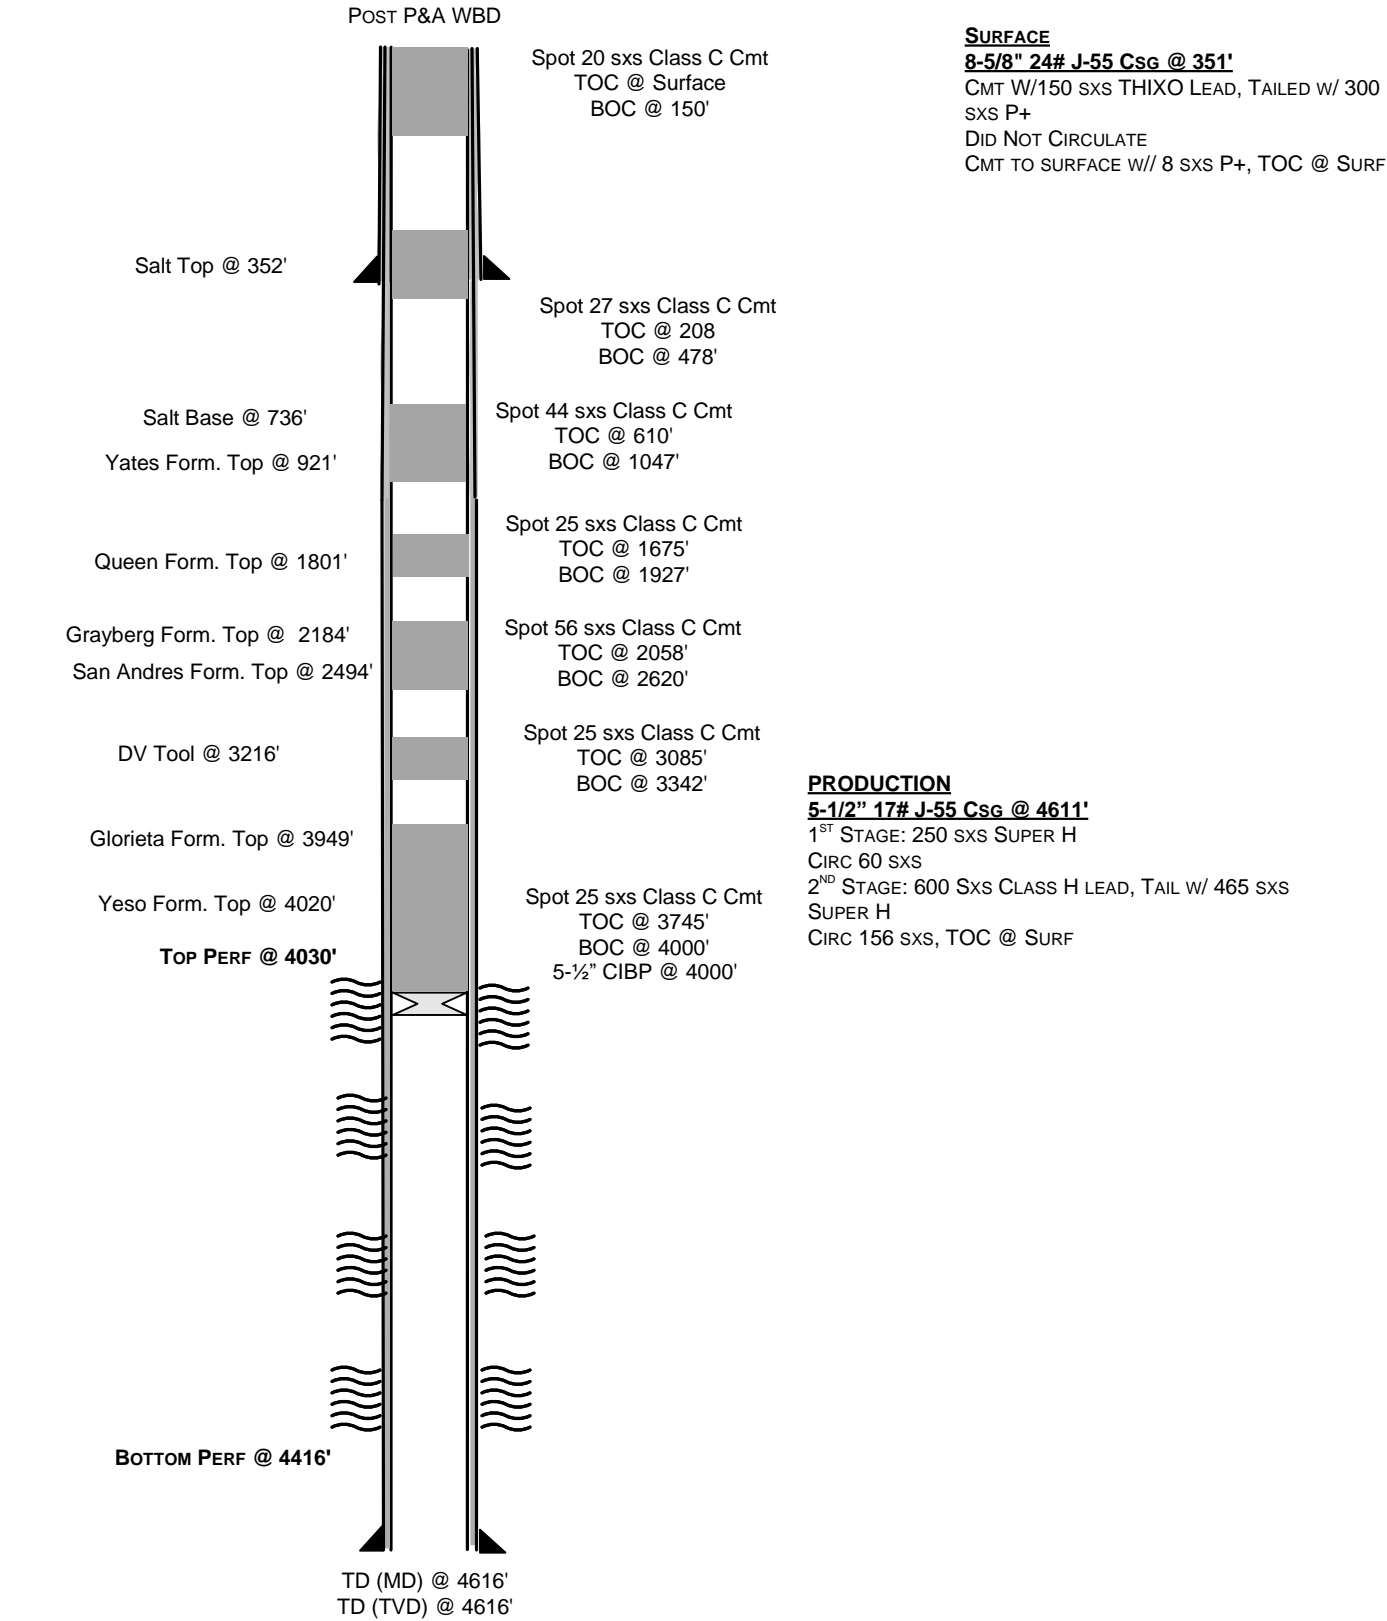 POST P&A WBD
Spot 20 sxs Class C Cmt
TOC @ Surface
BOC @ 150'
SURFACE
8-5/8" 24# J-55 CSG @ 351'
CMT W/150 SXS THIXO LEAD, TAILED W/ 300
SXS P+
DID NOT CIRCULATE
CMT TO SURFACE W// 8 SXS P+, TOC @ SURF
Salt Top @ 352'
Spot 27 sxs Class C Cmt
TOC @ 208
BOC @ 478'
Salt Base @ 736'
Yates Form. Top @ 921'
Spot 44 sxs Class C Cmt
TOC @ 610'
BOC @ 1047'
Queen Form. Top @ 1801'
Spot 25 sxs Class C Cmt
TOC @ 1675'
BOC @ 1927'
Grayberg Form. Top @  2184'
San Andres Form. Top @ 2494'
Spot 56 sxs Class C Cmt
TOC @ 2058'
BOC @ 2620'
DV Tool @ 3216'
Spot 25 sxs Class C Cmt
TOC @ 3085'
BOC @ 3342'
PRODUCTION
5-1/2” 17# J-55 CSG @ 4611'
1ST STAGE: 250 SXS SUPER H
CIRC 60 SXS
2ND STAGE: 600 SXS CLASS H LEAD, TAIL W/ 465 SXS
SUPER H
CIRC 156 SXS, TOC @ SURF
Glorieta Form. Top @ 3949'
Yeso Form. Top @ 4020'
TOP PERF @ 4030'
Spot 25 sxs Class C Cmt
TOC @ 3745'
BOC @ 4000'
5-½” CIBP @ 4000'
BOTTOM PERF @ 4416'
TD (MD) @ 4616'
TD (TVD) @ 4616'